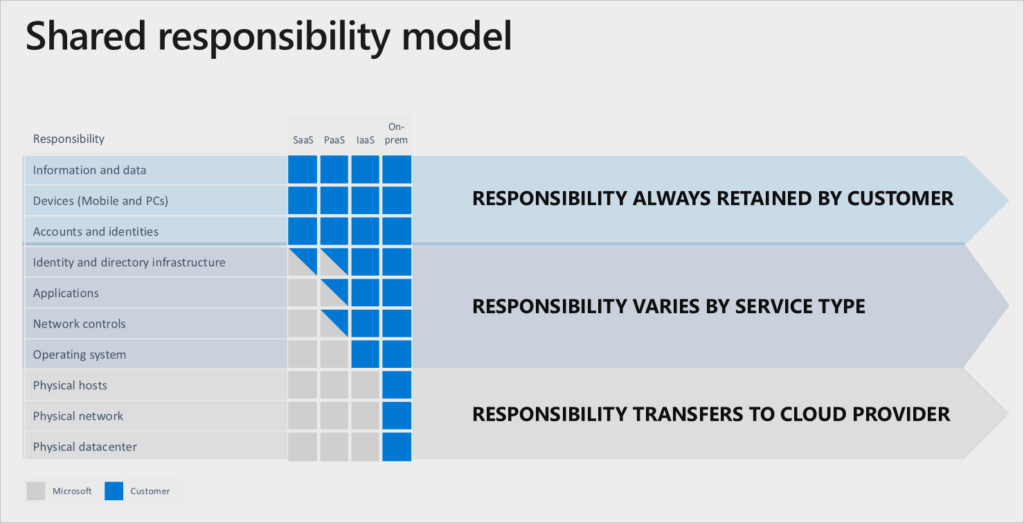 Shared responsibility model
Responsibility
SaaS PaaS IaaS On-
prem
Information and data
Devices (Mobile and PCs)
Accounts and identities
RESPONSIBILITY ALWAYS RETAINED BY CUSTOMER
Identity and directory infrastructure
Applications
Network controls
Operating system
RESPONSIBILITY VARIES BY SERVICE TYPE
Physical hosts
Physical network
Physical datacenter
RESPONSIBILITY TRANSFERS TO CLOUD PROVIDER
Microsoft Customer